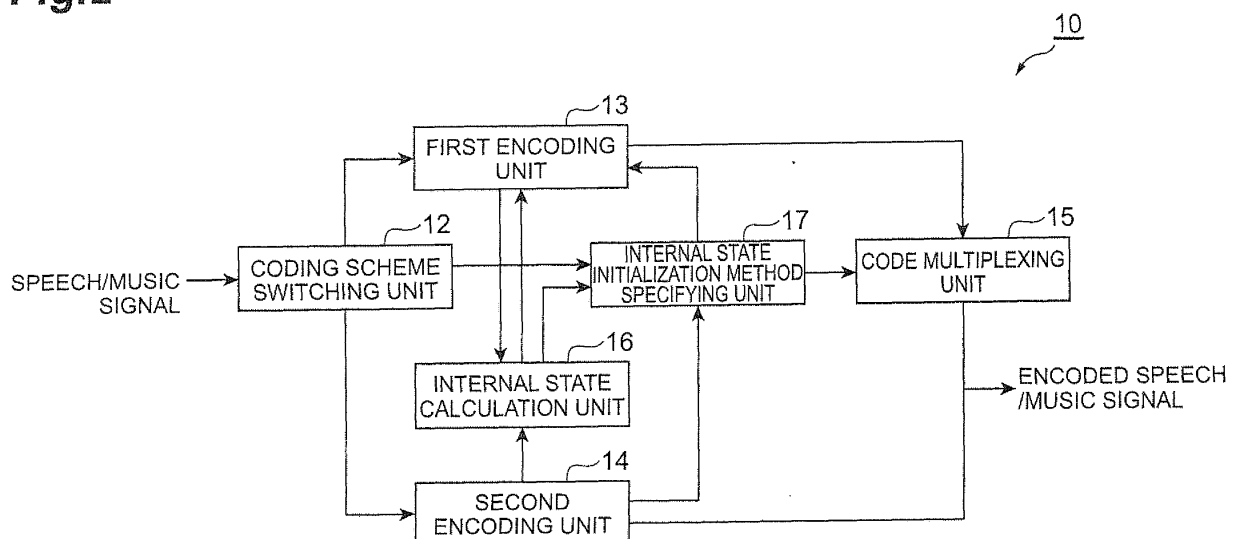 10
13
FIRST ENCODING
UNIT
12
CODING SCHEME
SWITCHING UNIT
SPEECH/MUSIC
SIGNAL
17
INTERNAL STATE
INITIALIZATION METHOD
SPECIFYING UNIT
15
CODE MULTIPLEXING
UNIT
16
INTERNAL STATE
CALCULATION UNIT
ENCODED SPEECH
/MUSIC SIGNAL
14
SECOND
ENCODING UNIT